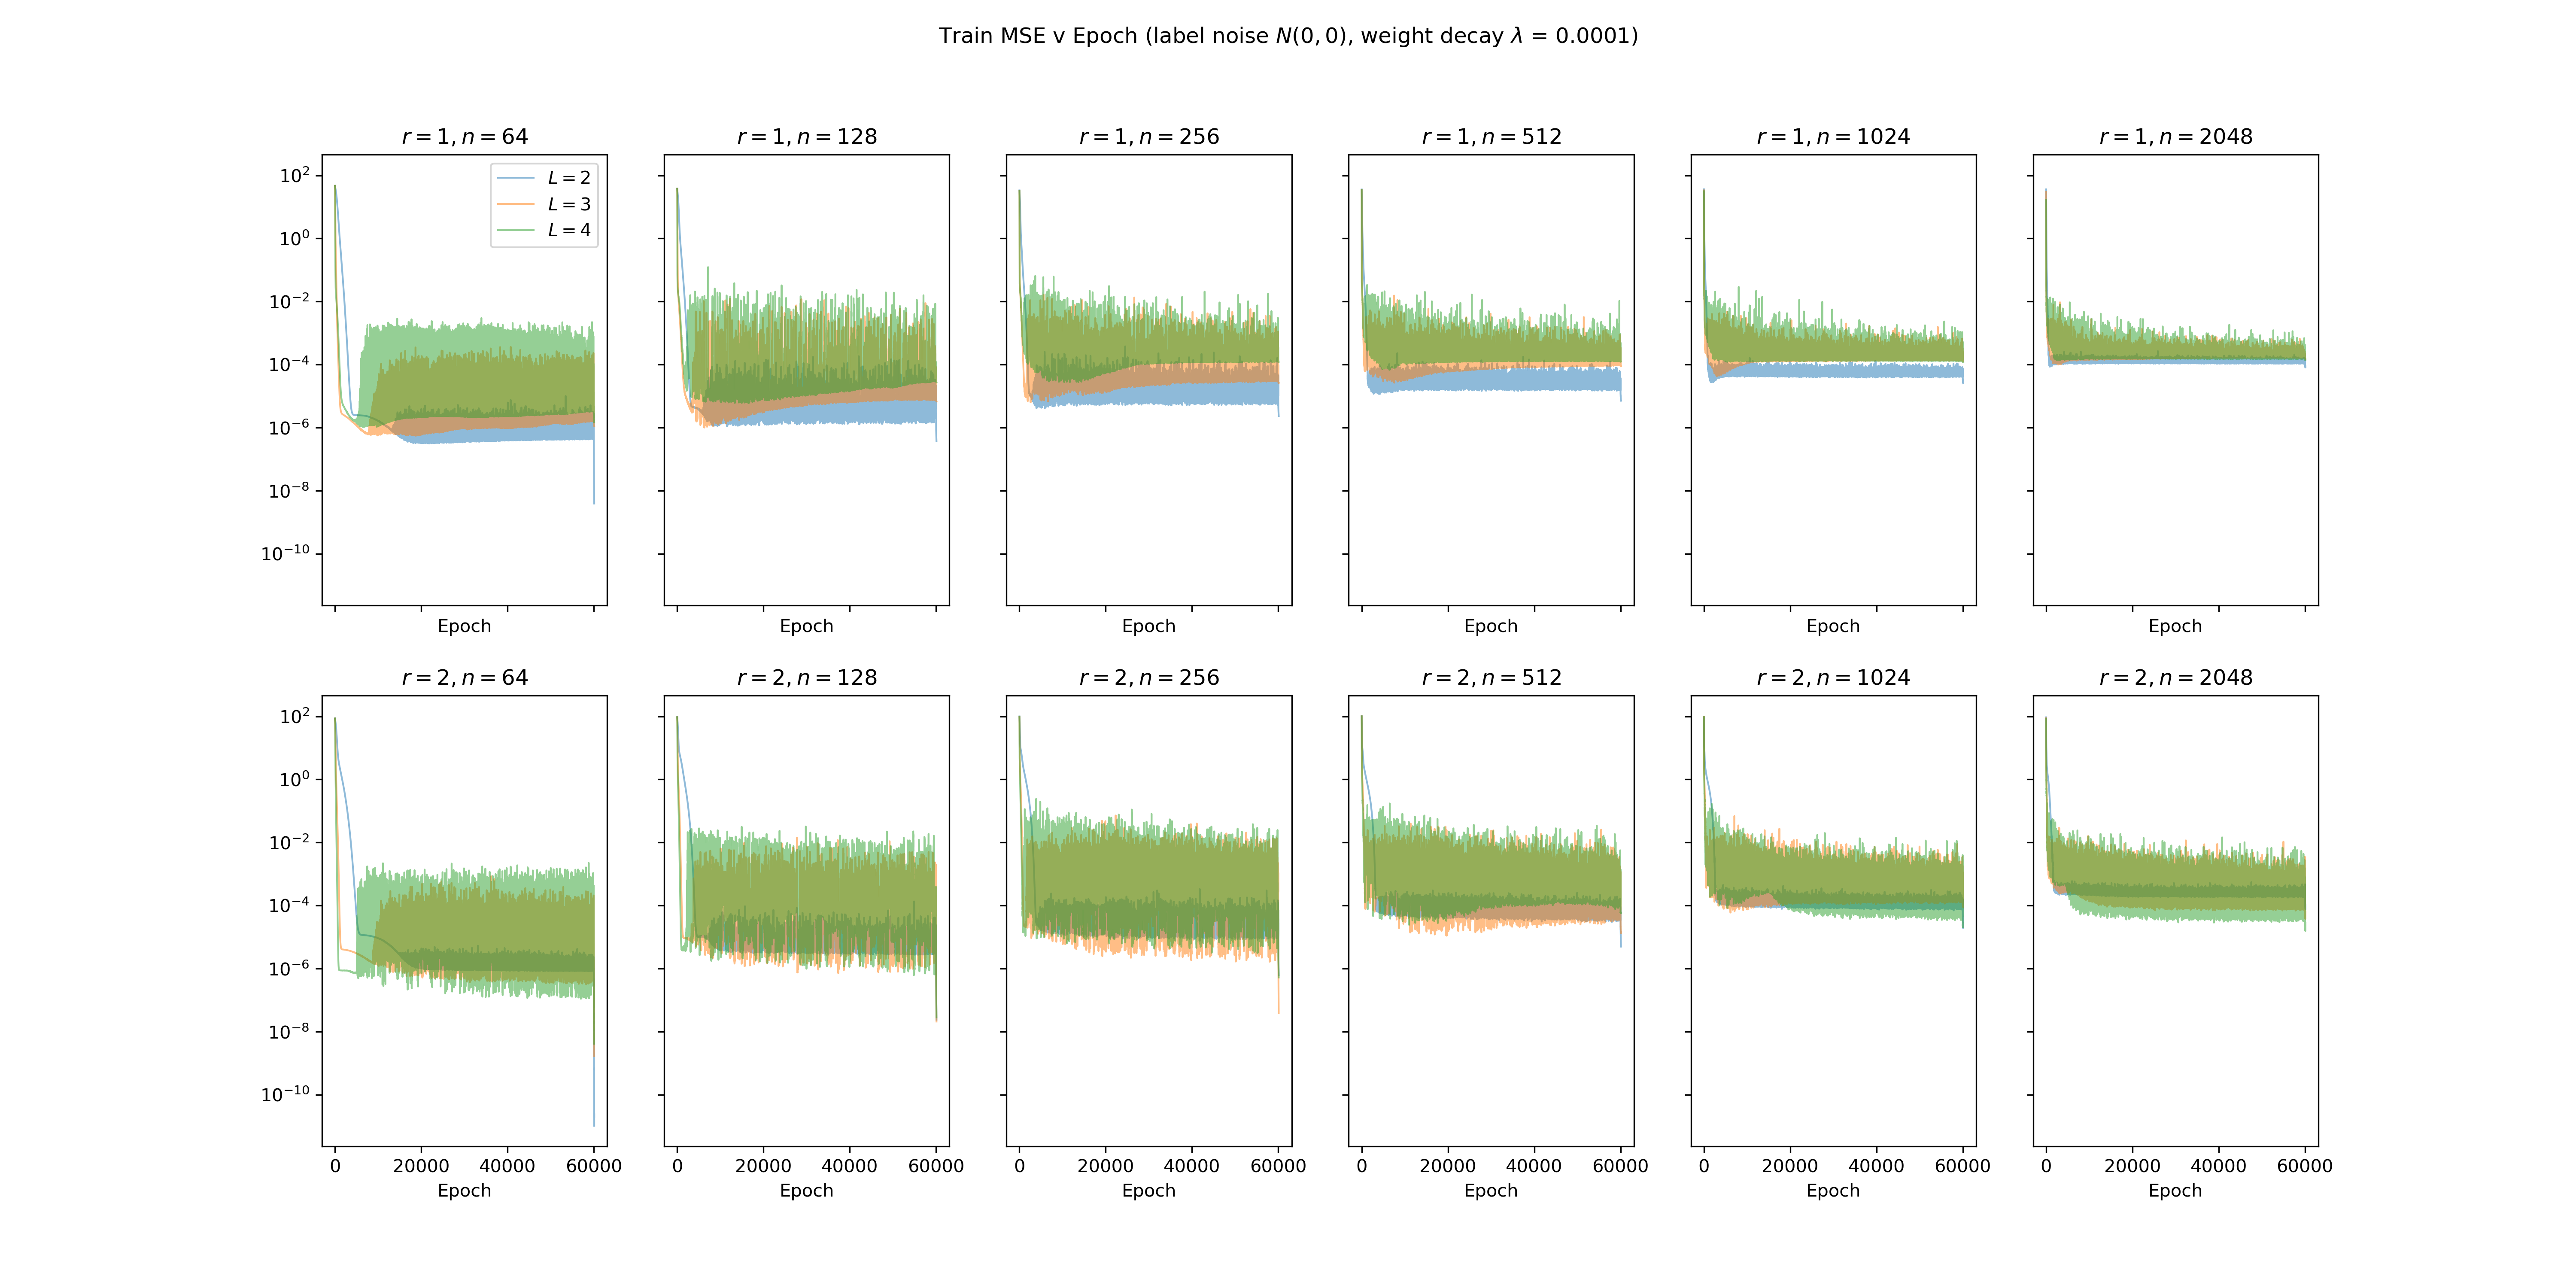 Train MSE v Epoch (label noise N(0, 0), weight decay λ = 0.0001)
r = 1, n = 64
r = 1, n = 128
r = 1, n = 256
r = 1, n = 512
r = 1, n = 1024
r = 1, n = 2048
L = 2
L = 3
L = 4
10²
10⁰
10⁻²
10⁻⁴
10⁻⁶
10⁻⁸
10⁻¹⁰
Epoch
Epoch
Epoch
Epoch
Epoch
Epoch
r = 2, n = 64
r = 2, n = 128
r = 2, n = 256
r = 2, n = 512
r = 2, n = 1024
r = 2, n = 2048
10²
10⁰
10⁻²
10⁻⁴
10⁻⁶
10⁻⁸
10⁻¹⁰
0 20000 40000 60000
0 20000 40000 60000
0 20000 40000 60000
0 20000 40000 60000
0 20000 40000 60000
0 20000 40000 60000
Epoch
Epoch
Epoch
Epoch
Epoch
Epoch